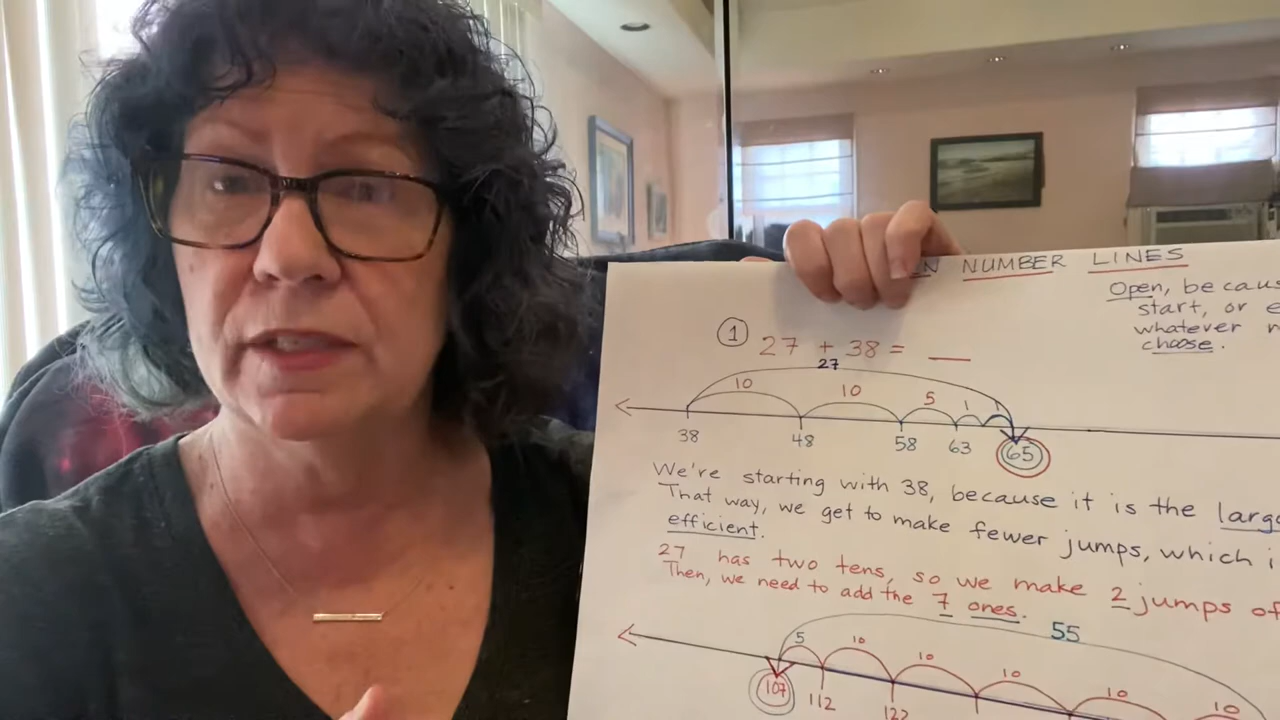 NUMBER LINES
Open,
start, or
whatever
choose.
1 27 + 38 = __
27
10 10 5 1 1
38 48 58 63 65
We're starting with 38, because it is the
That way, we get to make fewer jumps, which
efficient.
27 has two tens, so we make 2 jumps of
Then, we need to add the 7 ones.
55
5 10 10 10 10 10
107 112 122